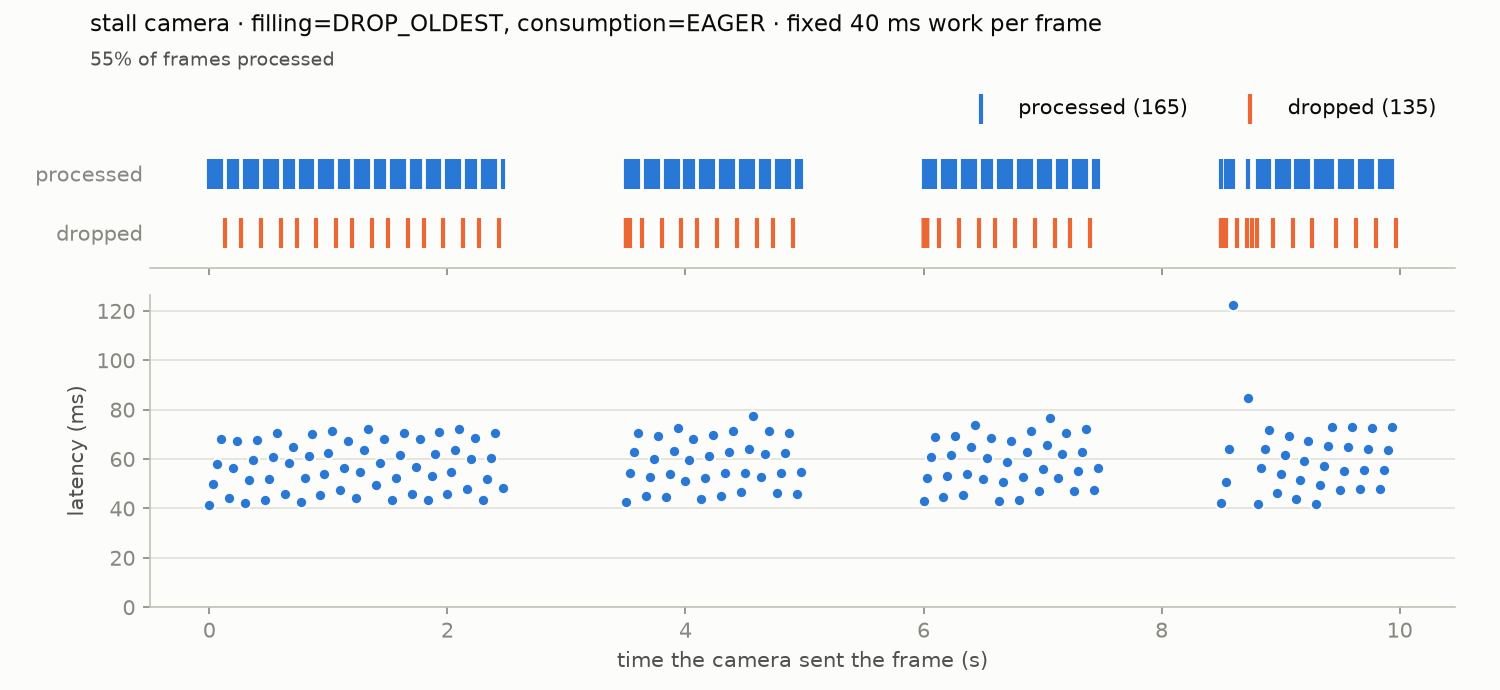 stall camera · filling=DROP_OLDEST, consumption=EAGER · fixed 40 ms work per frame
55% of frames processed
processed (165)
dropped (135)
processed
dropped
120
100
80
60
40
20
0
latency (ms)
0 2 4 6 8 10
time the camera sent the frame (s)